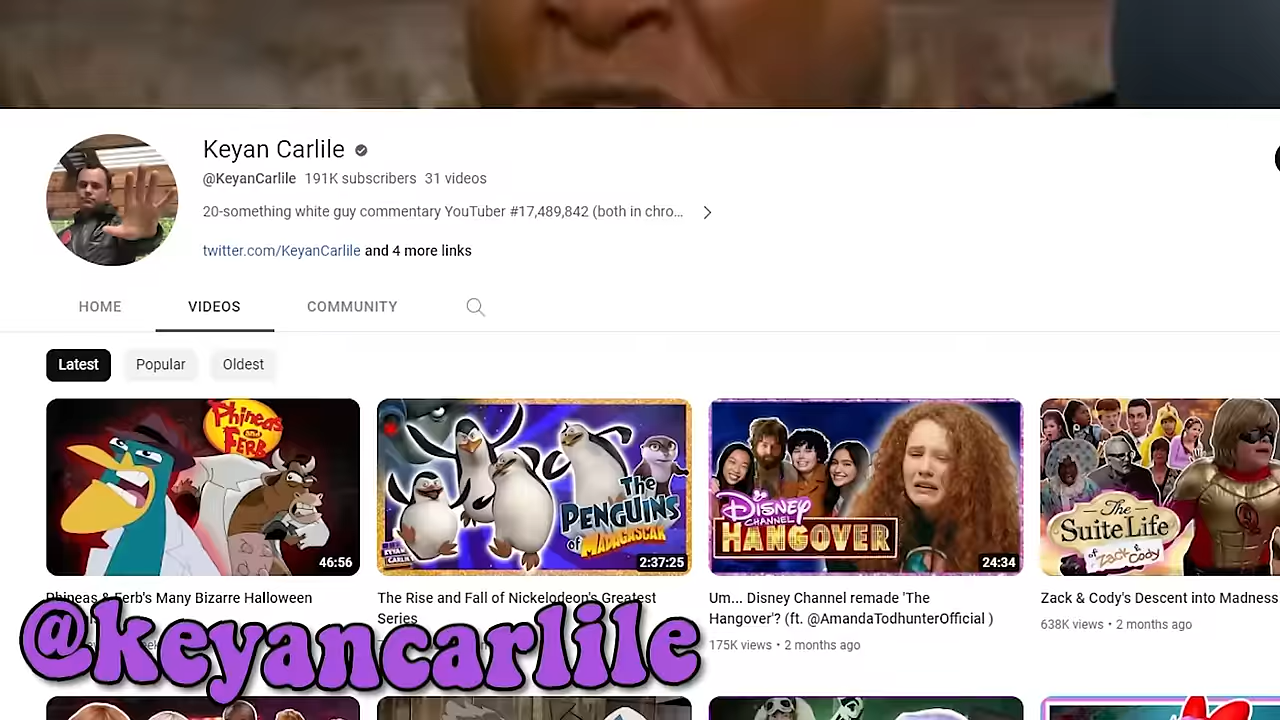 Keyan Carlile
@KeyanCarlile 191K subscribers 31 videos
20-something white guy commentary YouTuber #17,489,842 (both in chro...
twitter.com/KeyanCarlile and 4 more links
HOME VIDEOS COMMUNITY
Latest Popular Oldest
Phineas and Ferb
46:56
The Penguins of Madagascar
KEYAN CARLILE
2:37:25
Disney Channel HANGOVER
24:34
The Suite Life of Zack & Cody
Phineas & Ferb's Many Bizarre Halloween
The Rise and Fall of Nickelodeon's Greatest
Series
Um... Disney Channel remade 'The
Hangover'? (ft. @AmandaTodhunterOfficial )
175K views • 2 months ago
Zack & Cody's Descent into Madness
638K views • 2 months ago
@keyancarlile